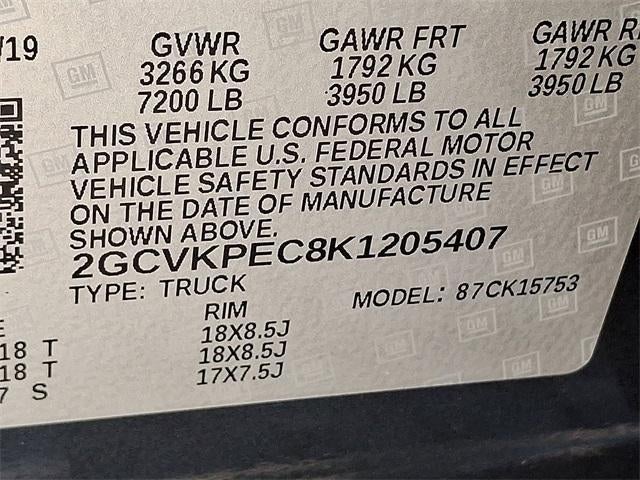 /19 GVWR GAWR FRT GAWR R
3266 KG 1792 KG 1792 KG
7200 LB 3950 LB 3950 LB
THIS VEHICLE CONFORMS TO ALL
APPLICABLE U.S. FEDERAL MOTOR
VEHICLE SAFETY STANDARDS IN EFFECT
ON THE DATE OF MANUFACTURE
SHOWN ABOVE.
2GCVKPEC8K1205407
TYPE: TRUCK MODEL: 87CK15753
E RIM
18 T 18X8.5J
18 T 18X8.5J
7 S 17X7.5J
GM